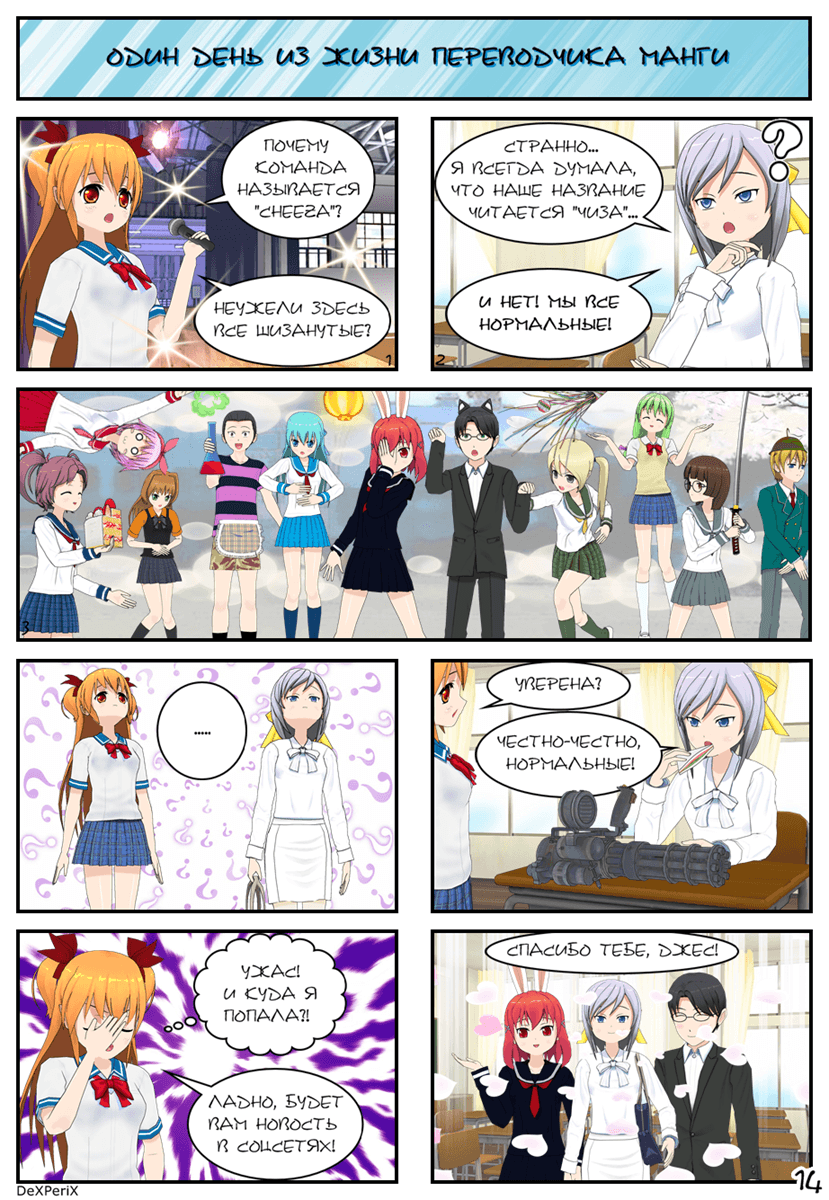 ОДИН ДЕНЬ ИЗ ЖИЗНИ ПЕРЕВОДЧИКА МАНГИ
ПОЧЕМУ
КОМАНДА
НАЗЫВАЕТСЯ
"CHEEZA"?
НЕУЖЕЛИ ЗДЕСЬ
ВСЕ ШИЗАНУТЫЕ?
1
СТРАННО...
Я ВСЕГДА ДУМАЛА,
ЧТО НАШЕ НАЗВАНИЕ
ЧИТАЕТСЯ "ЧИЗА"...
?
И НЕТ! МЫ ВСЕ
НОРМАЛЬНЫЕ!
2
3
.....
УВЕРЕНА?
ЧЕСТНО-ЧЕСТНО,
НОРМАЛЬНЫЕ!
УЖАС!
И КУДА Я
ПОПАЛА?!
ЛАДНО, БУДЕТ
ВАМ НОВОСТЬ
В СОЦСЕТЯХ!
СПАСИБО ТЕБЕ, ДЖЕС!
DeXPeriX
14